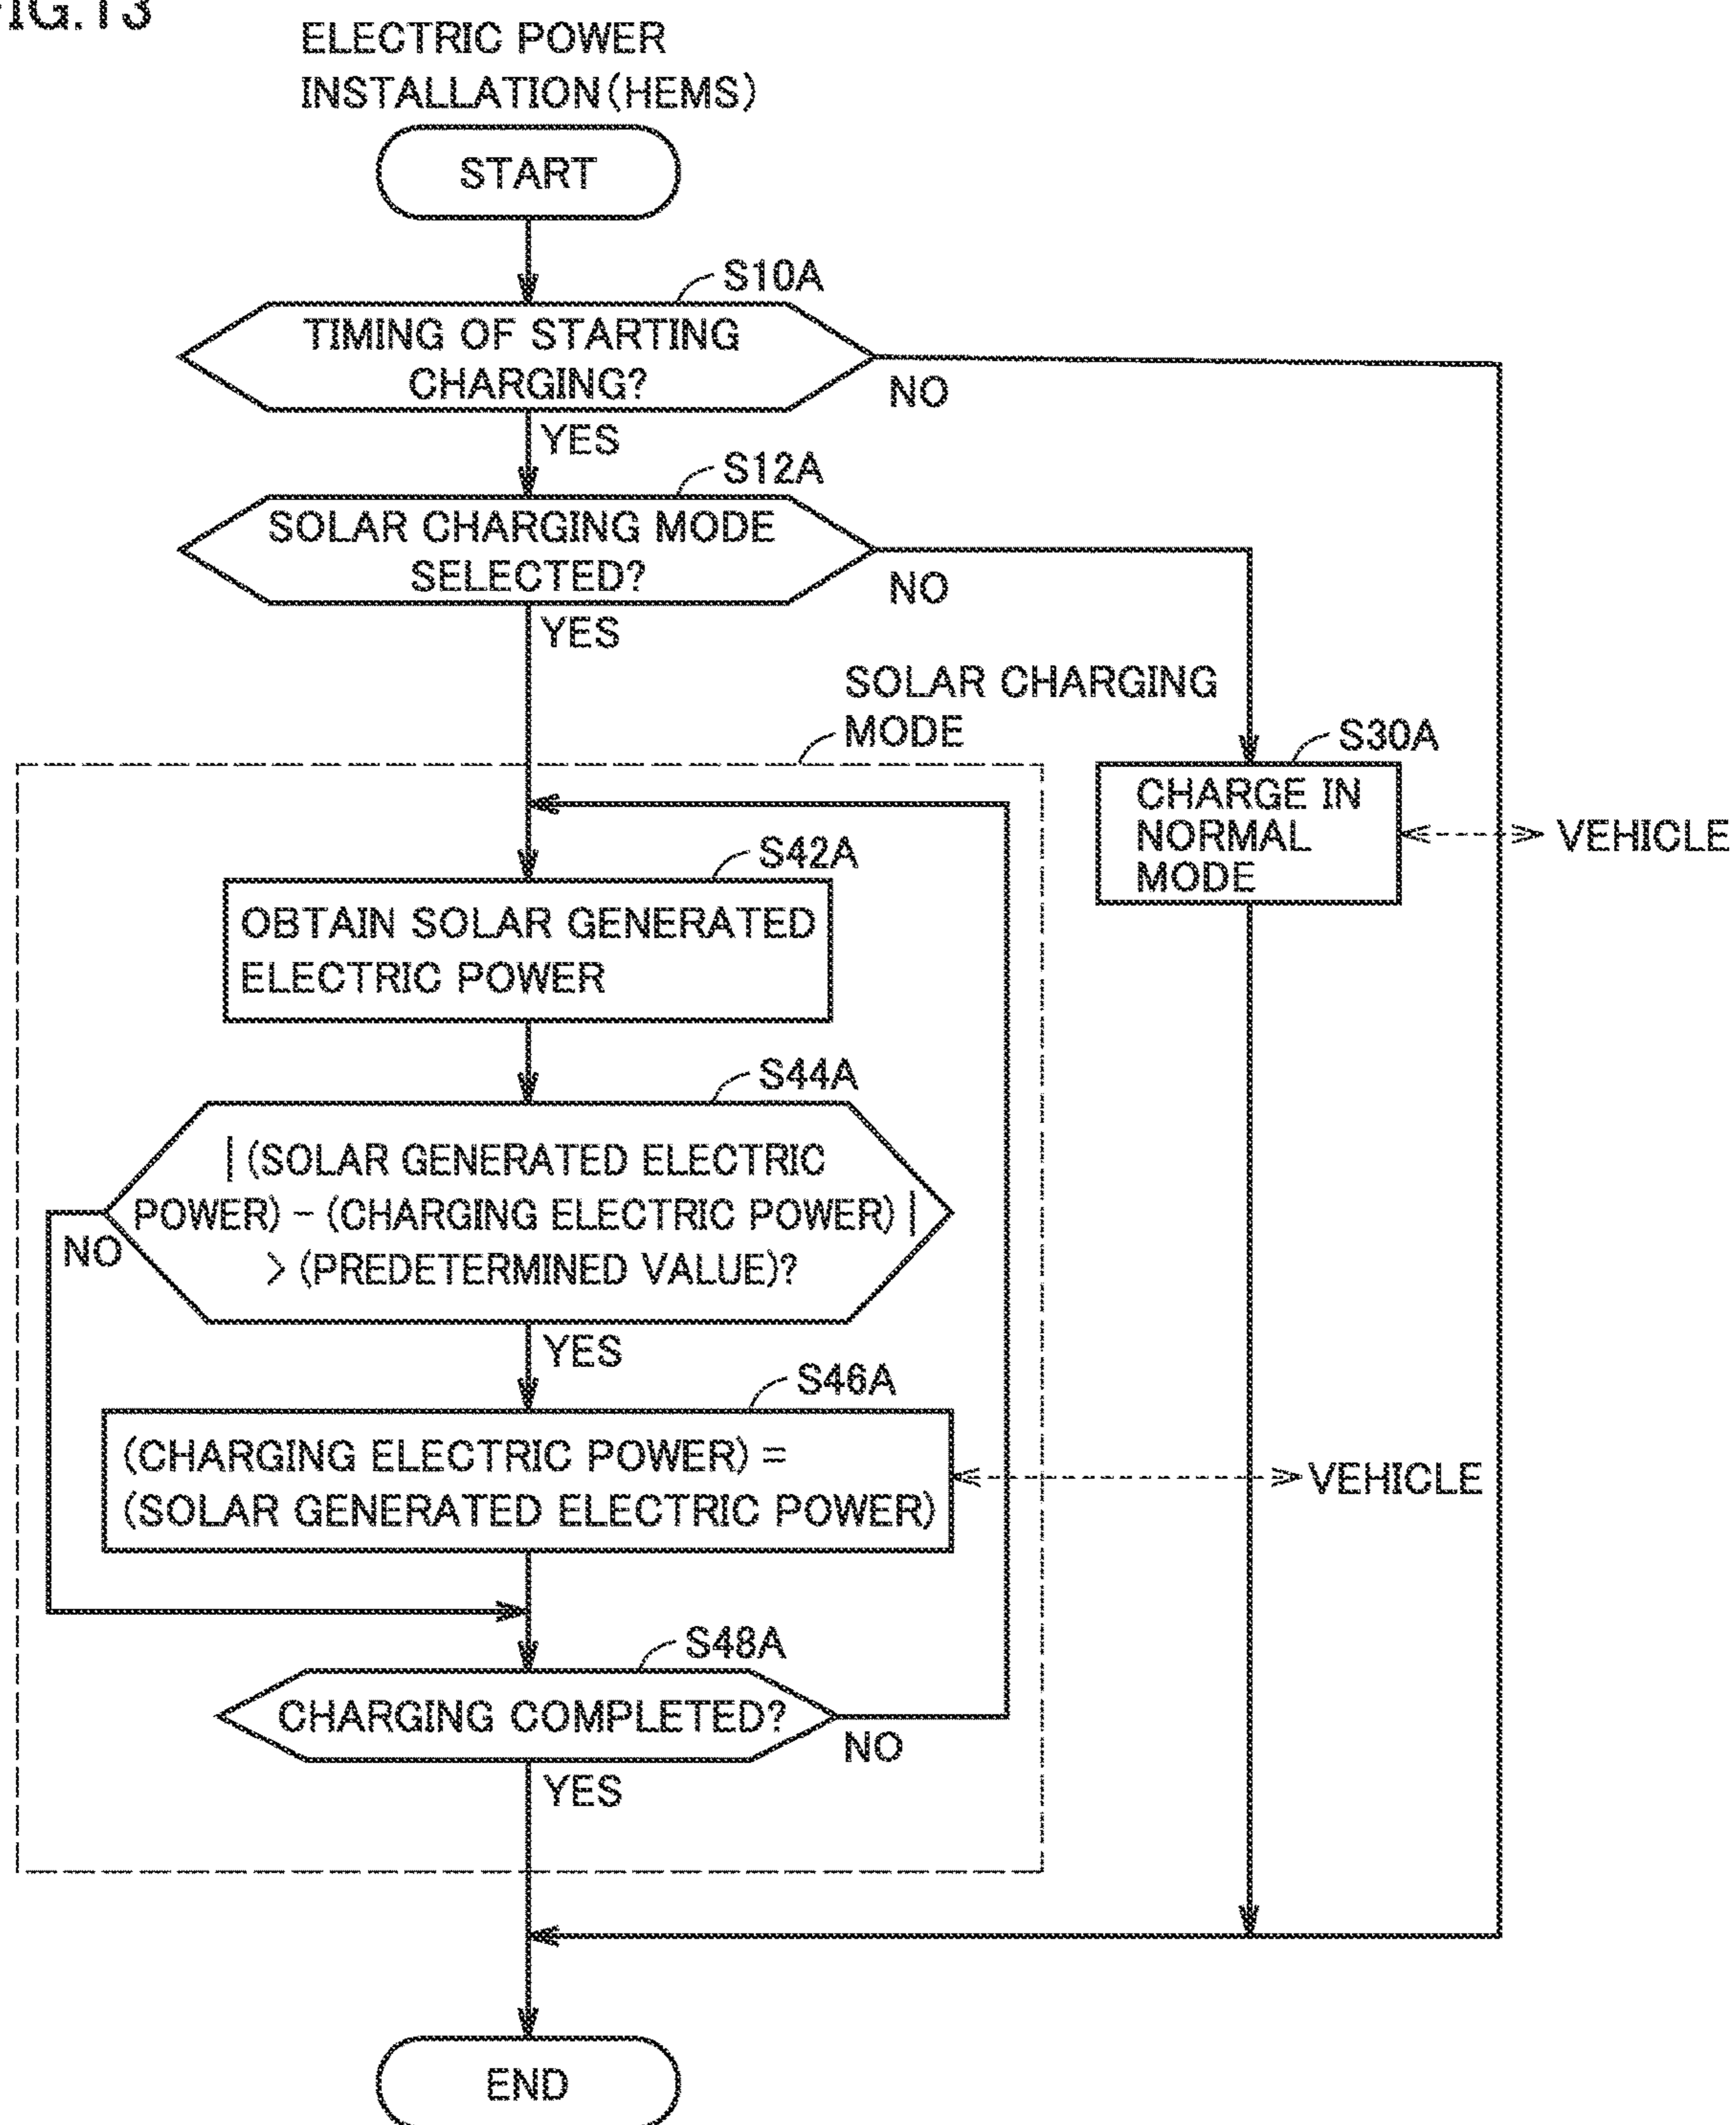 FIG.13
ELECTRIC POWER
INSTALLATION(HEMS)
START
S10A
TIMING OF STARTING
CHARGING?
NO
YES
S12A
SOLAR CHARGING MODE
SELECTED?
NO
YES
SOLAR CHARGING
MODE
S30A
CHARGE IN
NORMAL
MODE
VEHICLE
S42A
OBTAIN SOLAR GENERATED
ELECTRIC POWER
S44A
| (SOLAR GENERATED ELECTRIC
POWER) - (CHARGING ELECTRIC POWER) |
> (PREDETERMINED VALUE)?
NO
YES
S46A
(CHARGING ELECTRIC POWER) =
(SOLAR GENERATED ELECTRIC POWER)
VEHICLE
S48A
CHARGING COMPLETED?
NO
YES
END